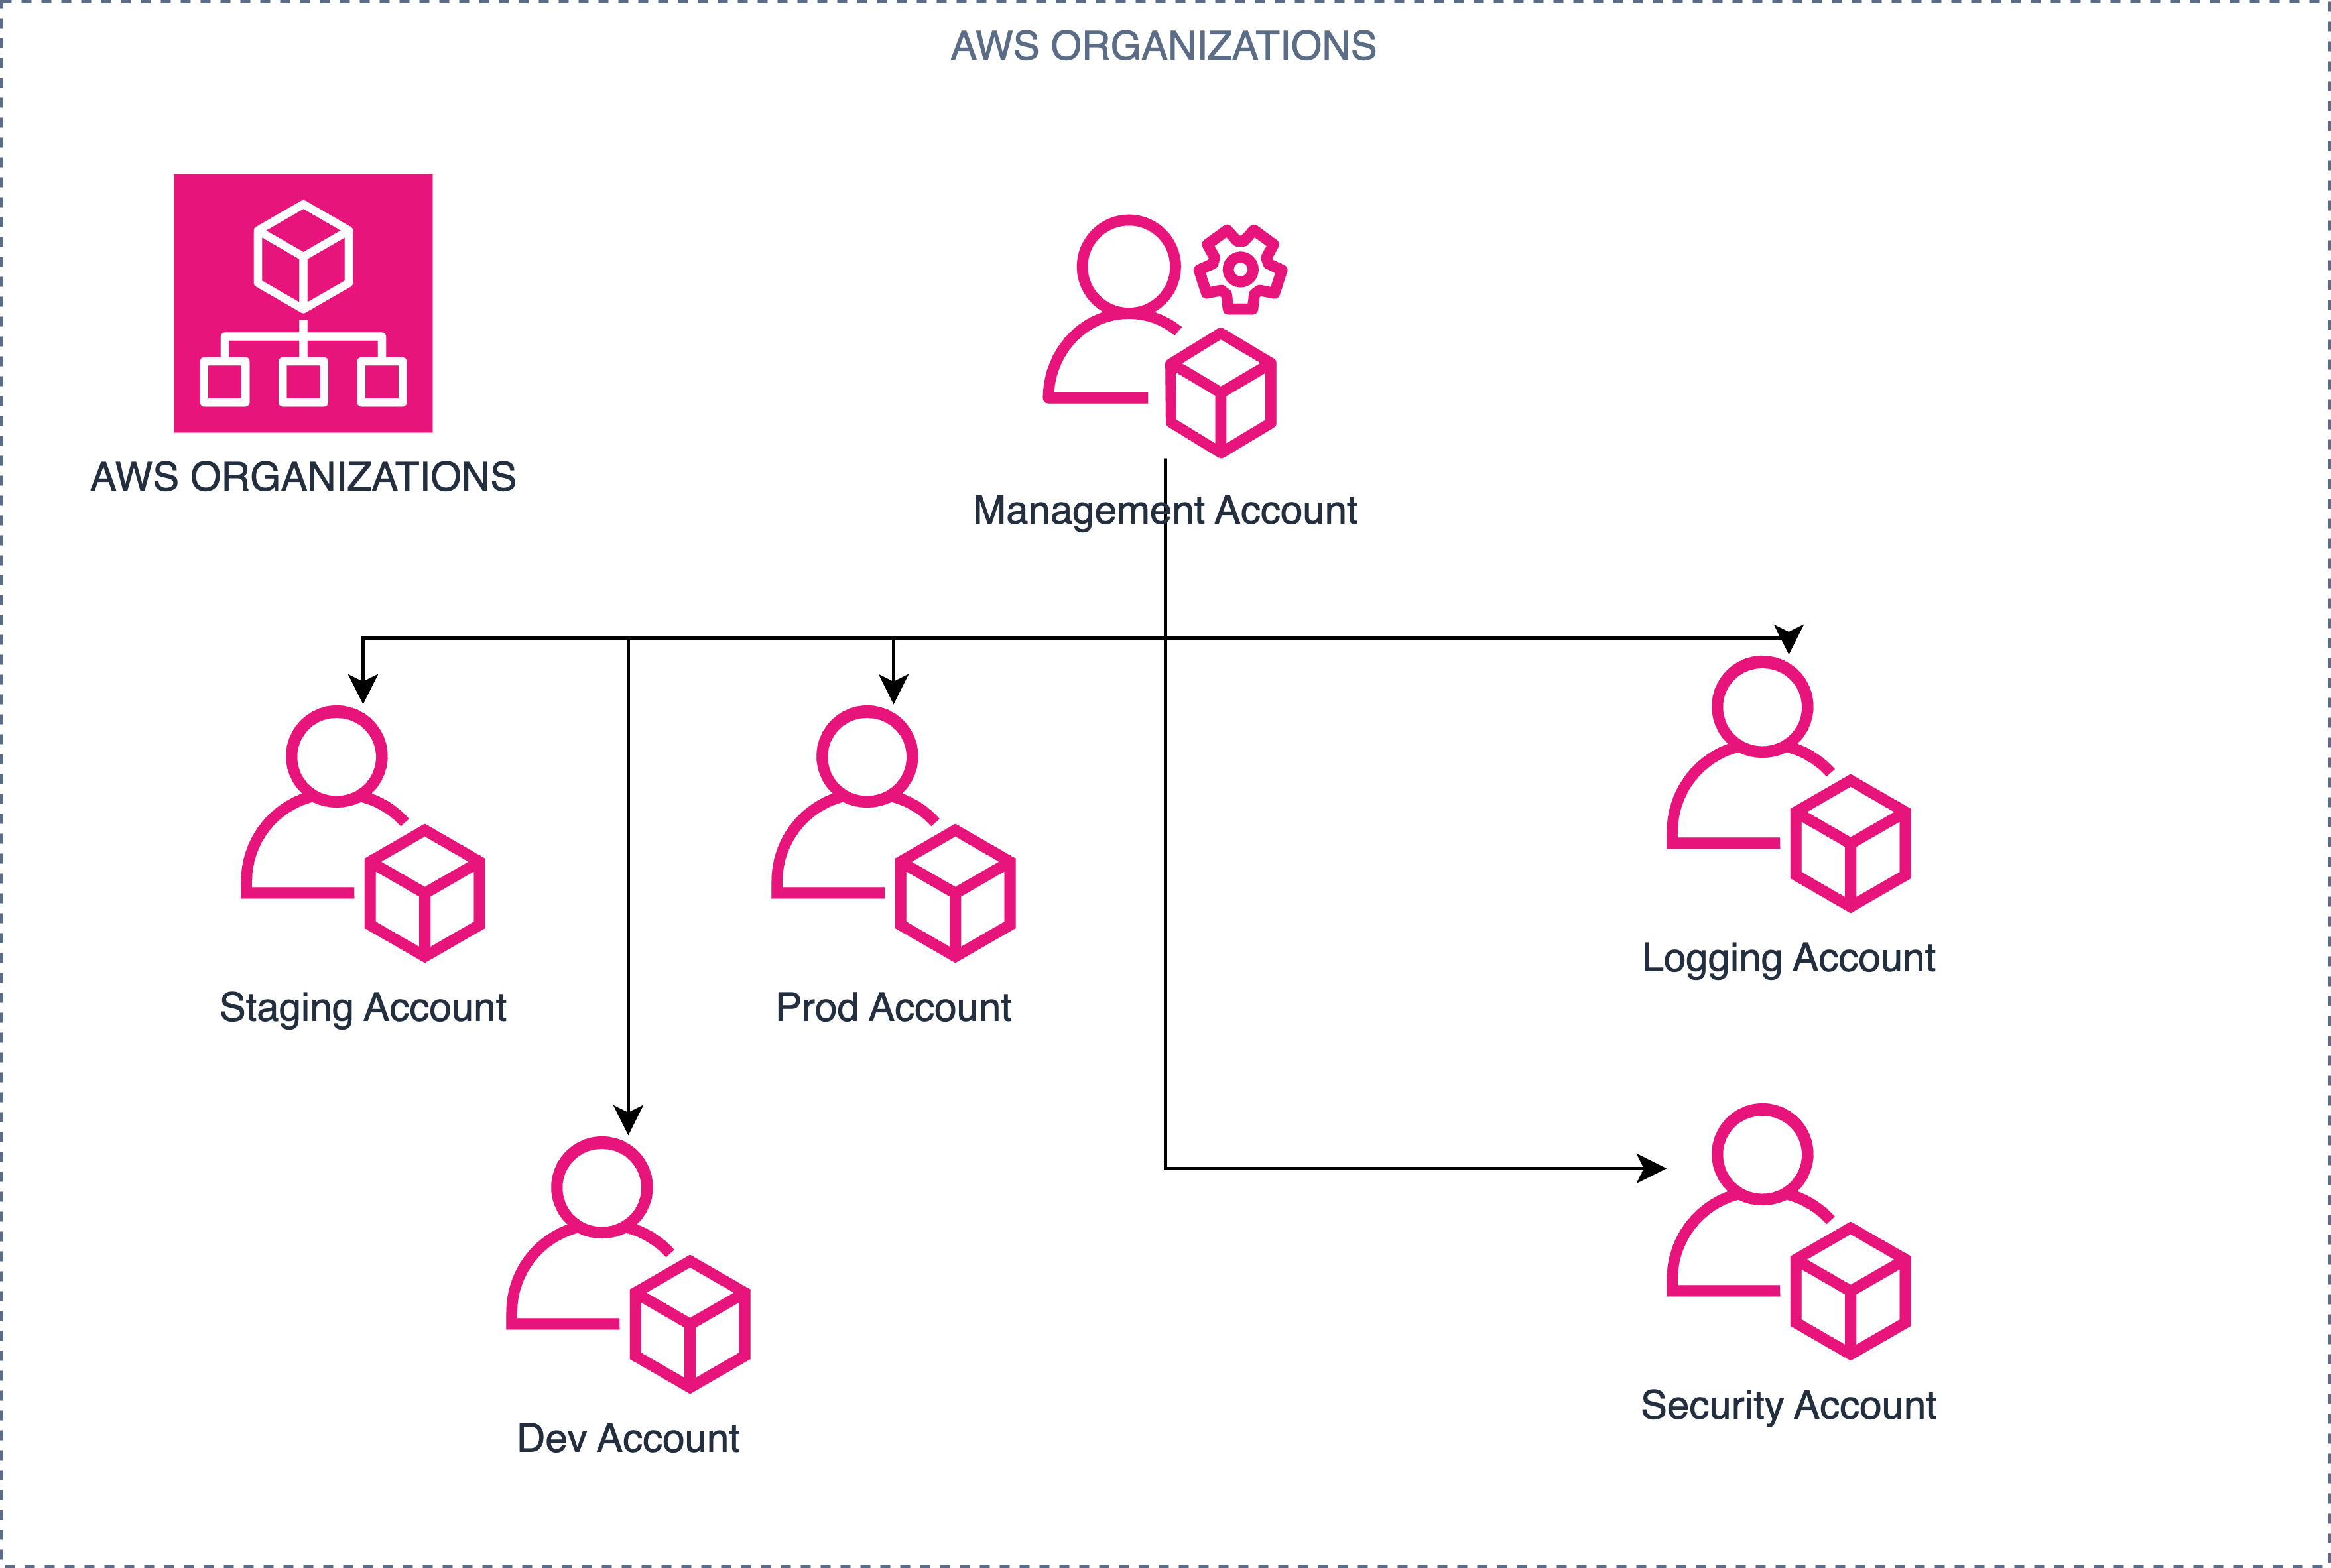 AWS ORGANIZATIONS
AWS ORGANIZATIONS
Management Account
Staging Account
Prod Account
Logging Account
Dev Account
Security Account